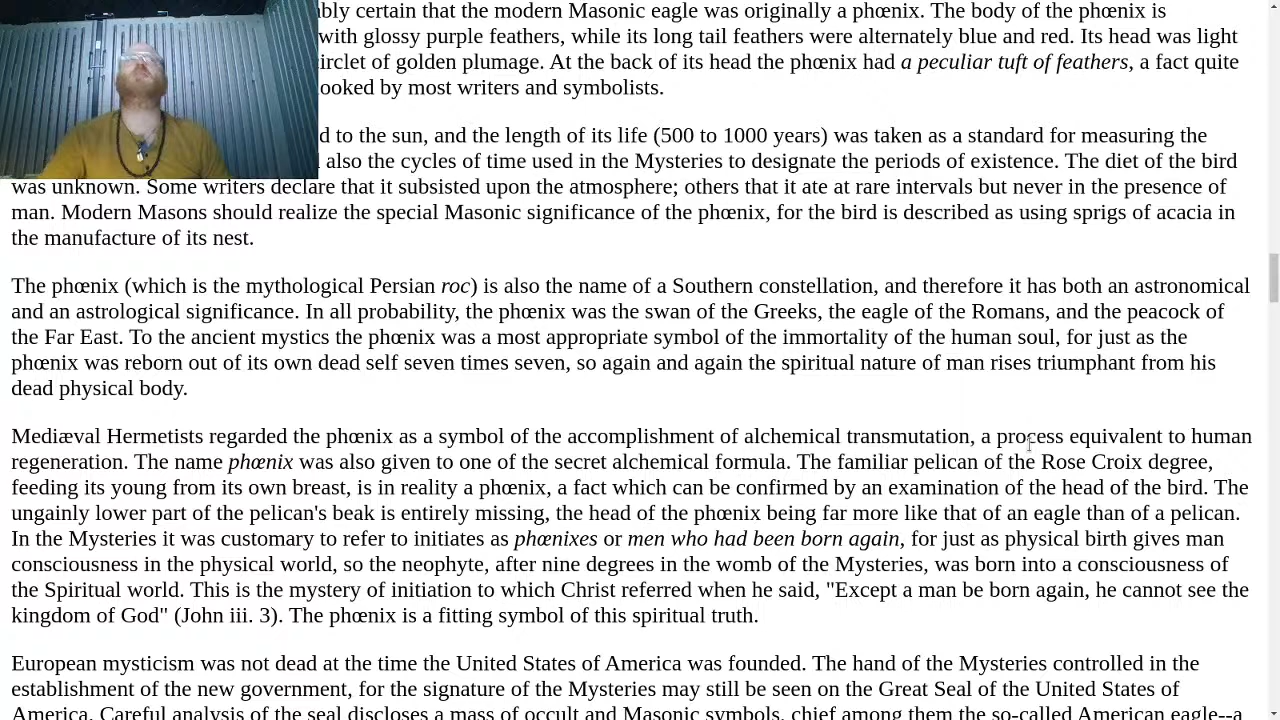 bly certain that the modern Masonic eagle was originally a phœnix. The body of the phœnix is
with glossy purple feathers, while its long tail feathers were alternately blue and red. Its head was light
circlet of golden plumage. At the back of its head the phœnix had a peculiar tuft of feathers, a fact quite
ooked by most writers and symbolists.
d to the sun, and the length of its life (500 to 1000 years) was taken as a standard for measuring the
also the cycles of time used in the Mysteries to designate the periods of existence. The diet of the bird
was unknown. Some writers declare that it subsisted upon the atmosphere; others that it ate at rare intervals but never in the presence of
man. Modern Masons should realize the special Masonic significance of the phœnix, for the bird is described as using sprigs of acacia in
the manufacture of its nest.
The phœnix (which is the mythological Persian roc) is also the name of a Southern constellation, and therefore it has both an astronomical
and an astrological significance. In all probability, the phœnix was the swan of the Greeks, the eagle of the Romans, and the peacock of
the Far East. To the ancient mystics the phœnix was a most appropriate symbol of the immortality of the human soul, for just as the
phœnix was reborn out of its own dead self seven times seven, so again and again the spiritual nature of man rises triumphant from his
dead physical body.
Mediæval Hermetists regarded the phœnix as a symbol of the accomplishment of alchemical transmutation, a process equivalent to human
regeneration. The name phœnix was also given to one of the secret alchemical formula. The familiar pelican of the Rose Croix degree,
feeding its young from its own breast, is in reality a phœnix, a fact which can be confirmed by an examination of the head of the bird. The
ungainly lower part of the pelican's beak is entirely missing, the head of the phœnix being far more like that of an eagle than of a pelican.
In the Mysteries it was customary to refer to initiates as phœnixes or men who had been born again, for just as physical birth gives man
consciousness in the physical world, so the neophyte, after nine degrees in the womb of the Mysteries, was born into a consciousness of
the Spiritual world. This is the mystery of initiation to which Christ referred when he said, "Except a man be born again, he cannot see the
kingdom of God" (John iii. 3). The phœnix is a fitting symbol of this spiritual truth.
European mysticism was not dead at the time the United States of America was founded. The hand of the Mysteries controlled in the
establishment of the new government, for the signature of the Mysteries may still be seen on the Great Seal of the United States of
America. Careful analysis of the seal discloses a mass of occult and Masonic symbols, chief among them the so-called American eagle--a